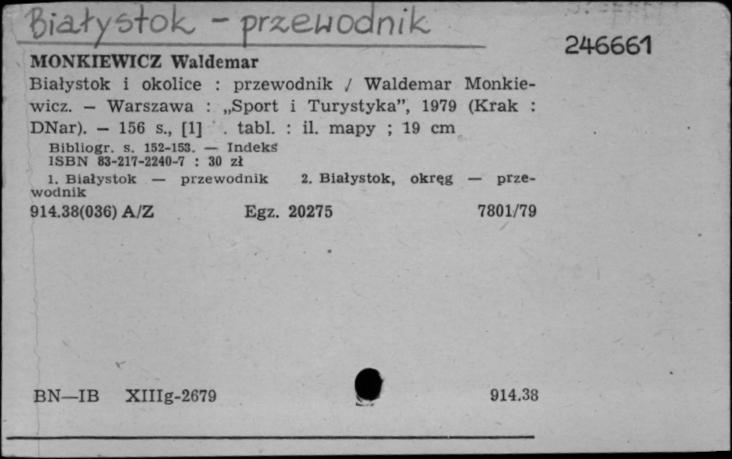 Białystok - przewodnik
246661
MONKIEWICZ Waldemar
Białystok i okolice : przewodnik / Waldemar Monkie-
wicz. — Warszawa : „Sport i Turystyka”, 1979 (Krak :
DNar). — 156 s., [1] . tabl. : il. mapy ; 19 cm
Bibliogr. s. 152-153. — Indeks
ISBN 83-217-2240-7 : 30 zł
1. Białystok — przewodnik 2. Białystok, okręg — prze-
wodnik
914.38(036) A/Z Egz. 20275 7801/79
BN—IB XIIIg-2679 914.38